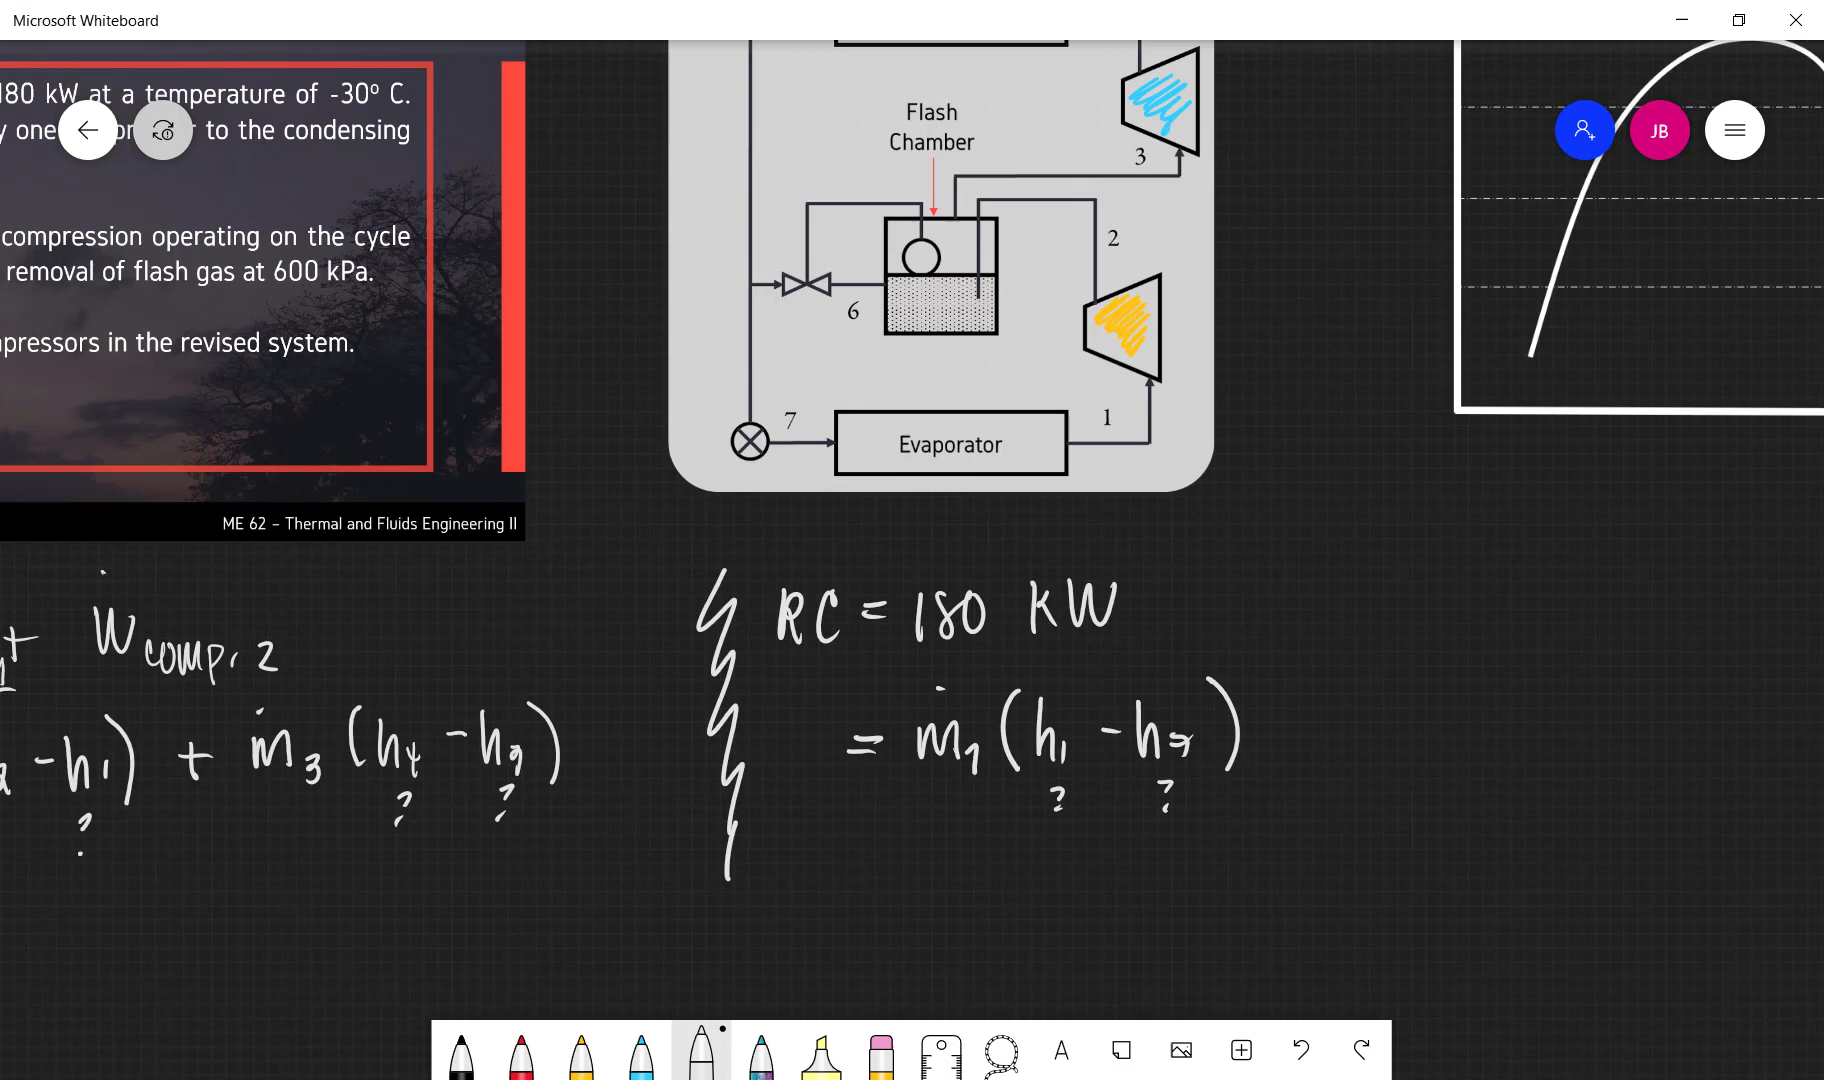 Microsoft Whiteboard
180 kW at a temperature of -30° C.
one to the condensing
compression operating on the cycle
removal of flash gas at 600 kPa.
pressors in the revised system.
ME 62 – Thermal and Fluids Engineering II
Flash
Chamber
3
2
6
7
1
Evaporator
JB
+ Ẇ comp. 2
- h1) + ṁ3 (h4 - h3)
? ? ?
RC = 180 kW
= ṁ1 (h1 - h7)
? ?
A